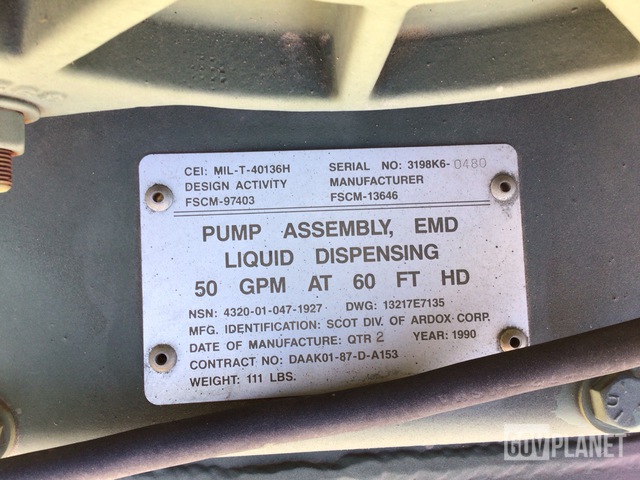 CEI: MIL-T-40136H SERIAL NO: 3198K6-0480
DESIGN ACTIVITY MANUFACTURER
FSCM-97403 FSCM-13646
PUMP ASSEMBLY, EMD
LIQUID DISPENSING
50 GPM AT 60 FT HD
NSN: 4320-01-047-1927 DWG: 13217E7135
MFG. IDENTIFICATION: SCOT DIV. OF ARDOX CORP.
DATE OF MANUFACTURE: QTR 2 YEAR: 1990
CONTRACT NO: DAAK01-87-D-A153
WEIGHT: 111 LBS.
GOVPLANET